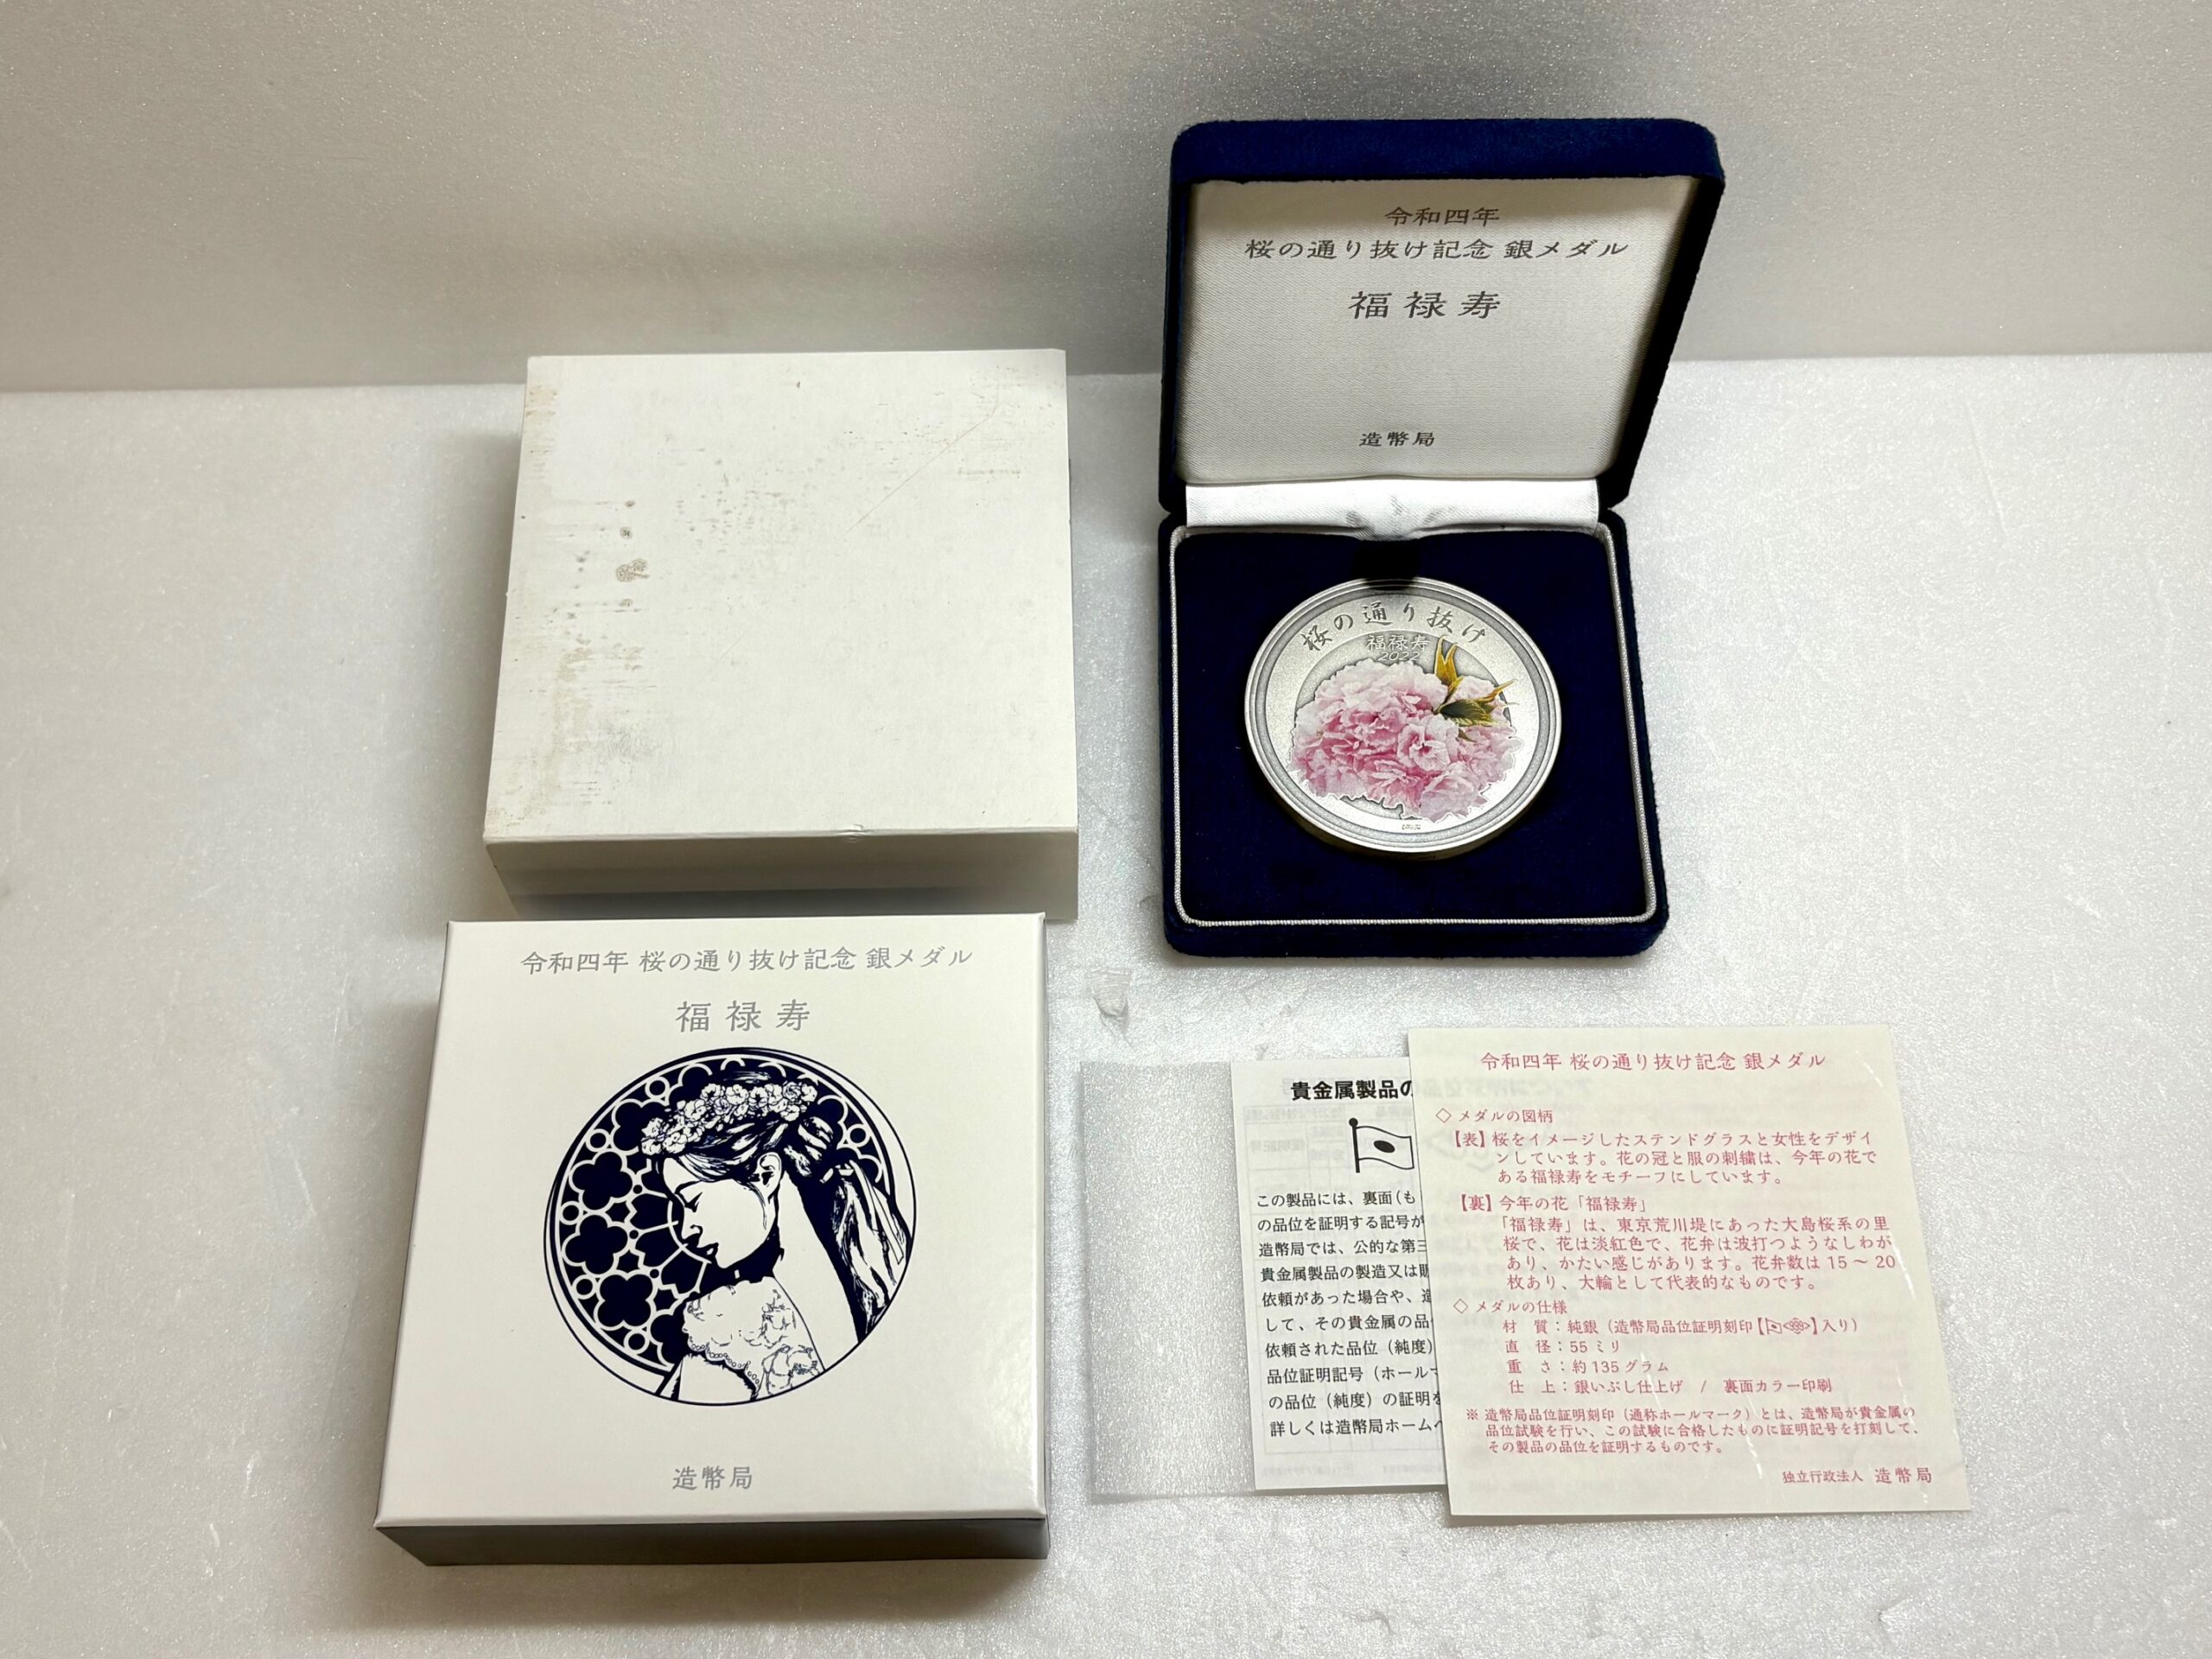 令和四年
桜の通り抜け記念 銀メダル
福禄寿
造幣局
桜の通り抜け
福禄寿
2022
令和四年 桜の通り抜け記念 銀メダル
福禄寿
造幣局
貴金属製品の
この製品には、裏面(も
の品位を証明する記号が
造幣局では、公的な第三
貴金属製品の製造又は
依頼があった場合や、
して、その貴金属の品
依頼された品位(純度)
品位証明記号(ホール
の品位(純度)の証明を
詳しくは造幣局ホーム
令和四年 桜の通り抜け記念 銀メダル
◇ メダルの図柄
【表】桜をイメージしたステンドグラスと女性をデザイ
ンしています。花の冠と服の刺繍は、今年の花で
ある福禄寿をモチーフにしています。
【裏】今年の花「福禄寿」
「福禄寿」は、東京荒川堤にあった大島桜系の里
桜で、花は淡紅色で、花弁は波打つようなしわが
あり、かたい感じがあります。花弁数は 15 ～ 20
枚あり、大輪として代表的なものです。
◇ メダルの仕様
材 質：純銀（造幣局品位証明刻印【】入り）
直 径：55 ミリ
重 さ：約 135 グラム
仕 上：銀いぶし仕上げ / 裏面カラー印刷
※ 造幣局品位証明刻印（通称ホールマーク）とは、造幣局が貴金属の
品位試験を行い、この試験に合格したものに証明記号を打刻して、
その製品の品位を証明するものです。
独立行政法人 造幣局